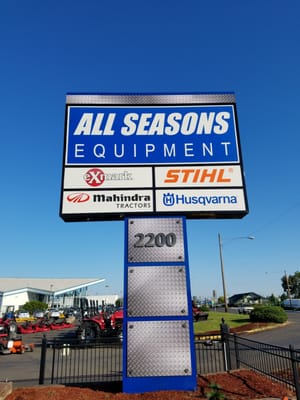 ALL SEASONS
EQUIPMENT
eXmark
STIHL
Mahindra
TRACTORS
Husqvarna
2200